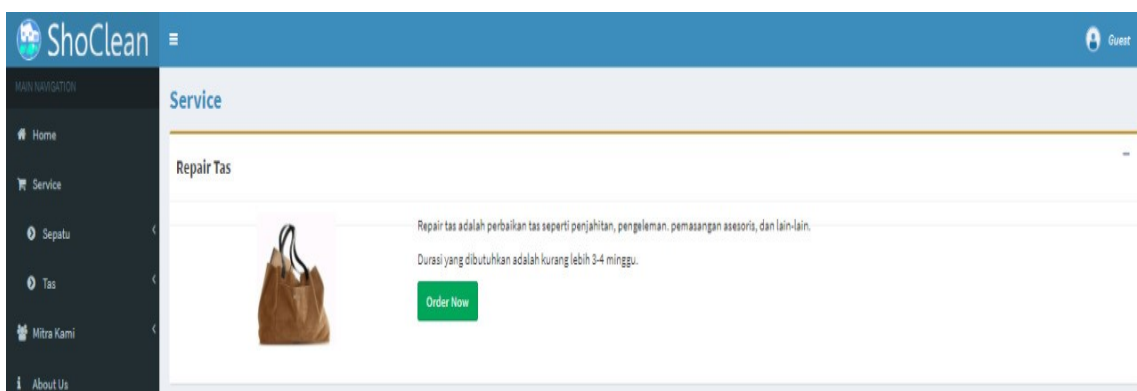 ShoClean
Guest
MAIN NAVIGATION
Home
Service
Sepatu
Tas
Mitra Kami
About Us
Service
Repair Tas
Repair tas adalah perbaikan tas seperti penjahitan, pengeleman. pemasangan asesoris, dan lain-lain.
Durasi yang dibutuhkan adalah kurang lebih 3-4 minggu.
Order Now